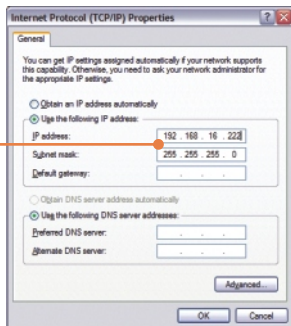 Internet Protocol (TCP/IP) Properties
General
You can get IP settings assigned automatically if your network supports
this capability. Otherwise, you need to ask your network administrator for
the appropriate IP settings.
Obtain an IP address automatically
Use the following IP address:
IP address: 192 . 168 . 16 . 222
Subnet mask: 255 . 255 . 255 . 0
Default gateway: . . .
Obtain DNS server address automatically
Use the following DNS server addresses:
Preferred DNS server: . . .
Alternate DNS server: . . .
Advanced...
OK Cancel